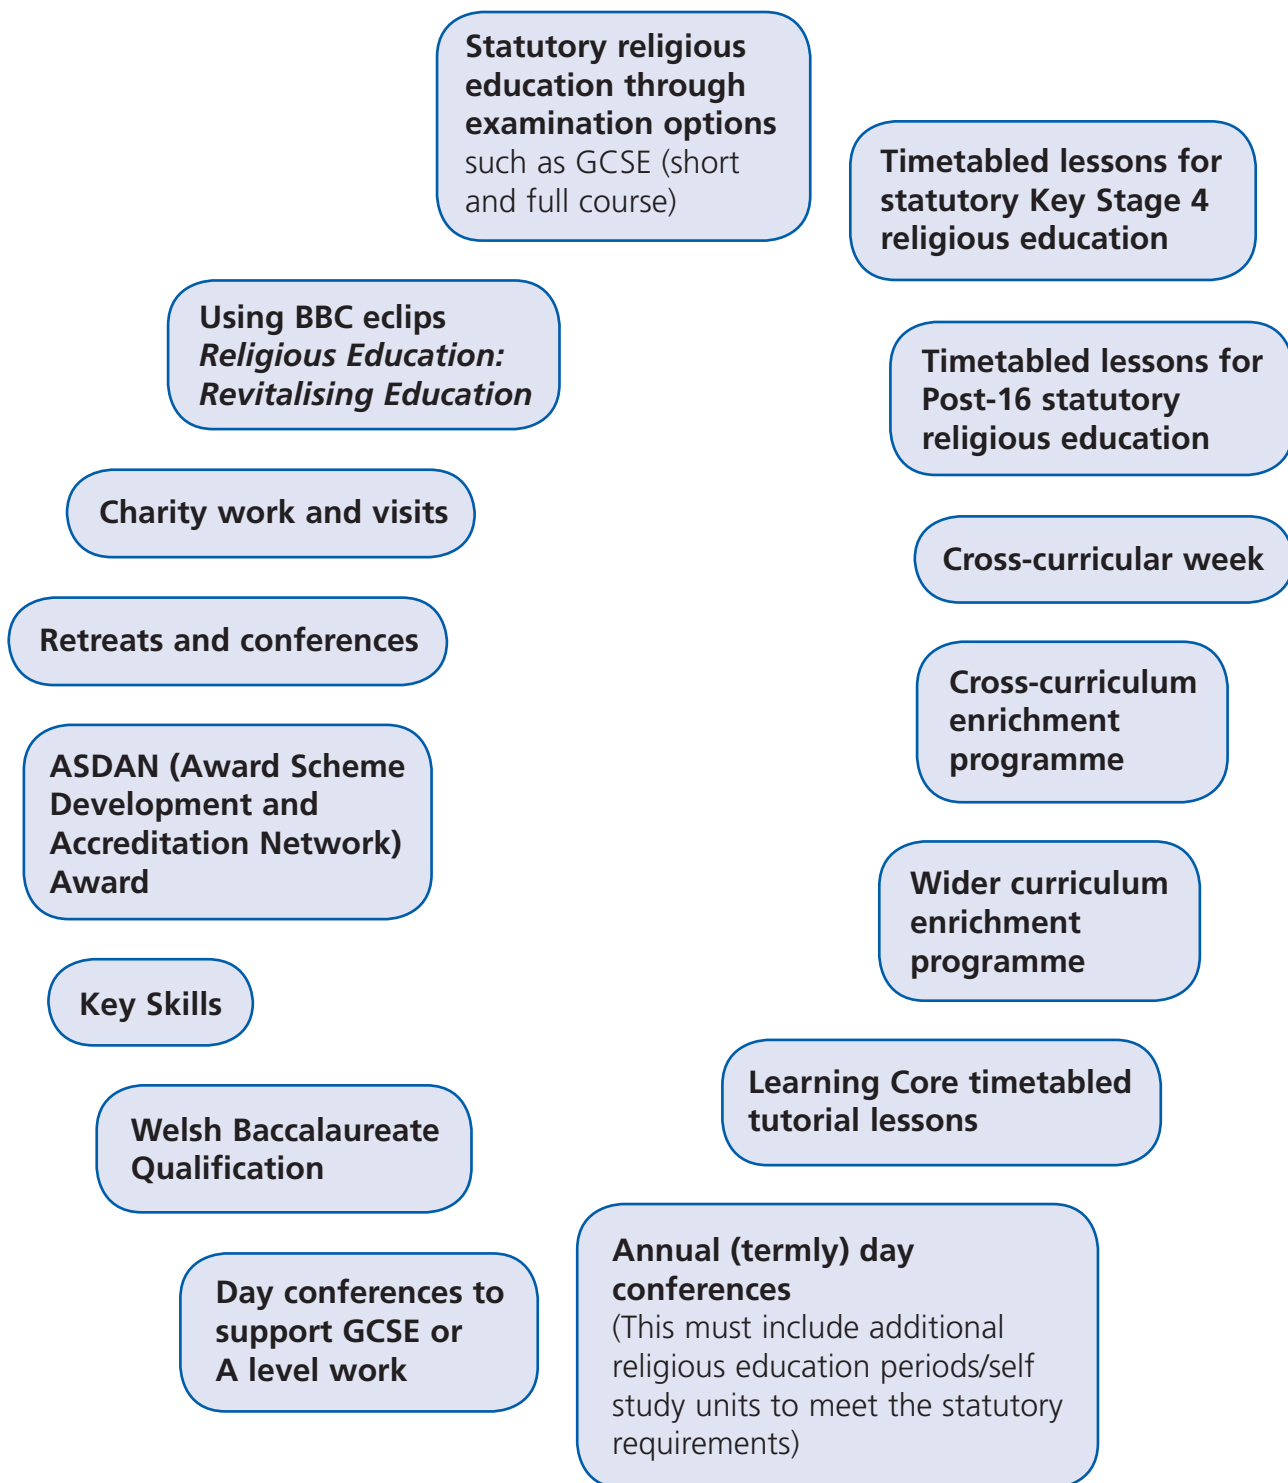 Statutory religious
education through
examination options
such as GCSE (short
and full course)
Timetabled lessons for
statutory Key Stage 4
religious education
Using BBC eclips
Religious Education:
Revitalising Education
Timetabled lessons for
Post-16 statutory
religious education
Charity work and visits
Cross-curricular week
Retreats and conferences
Cross-curriculum
enrichment
programme
ASDAN (Award Scheme
Development and
Accreditation Network)
Award
Wider curriculum
enrichment
programme
Key Skills
Learning Core timetabled
tutorial lessons
Welsh Baccalaureate
Qualification
Annual (termly) day
conferences
(This must include additional
religious education periods/self
study units to meet the statutory
requirements)
Day conferences to
support GCSE or
A level work